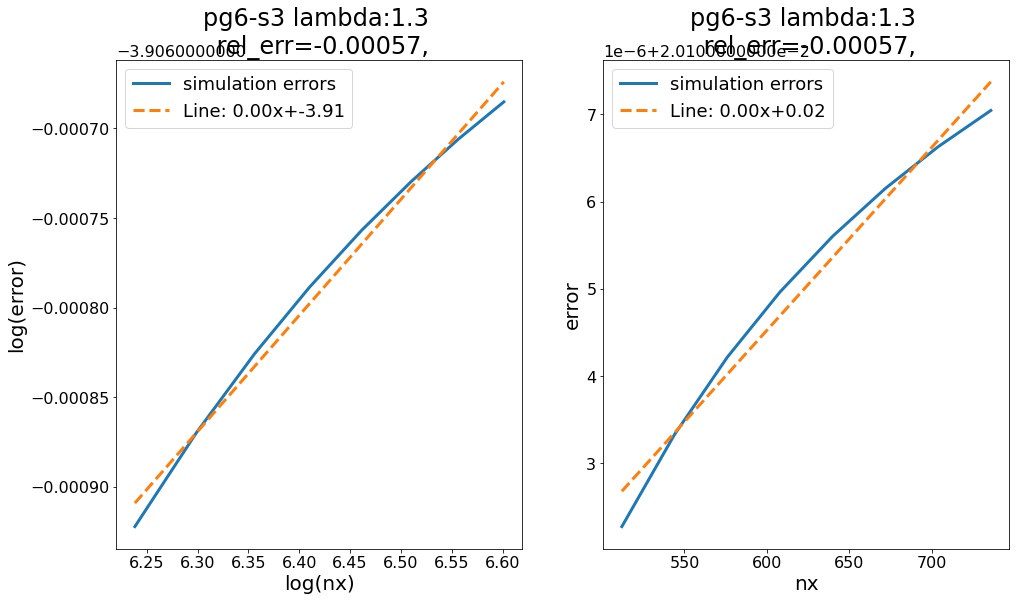 pg6-s3 lambda:1.3
rel_err=-0.00057,
−3.9060000000
simulation errors
Line: 0.00x+-3.91
−0.00070
−0.00075
−0.00080
−0.00085
−0.00090
log(error)
6.25 6.30 6.35 6.40 6.45 6.50 6.55 6.60
log(nx)
pg6-s3 lambda:1.3
rel_err=-0.00057,
1e−6+2.0100000000e−2
simulation errors
Line: 0.00x+0.02
7
6
5
4
3
error
550 600 650 700
nx